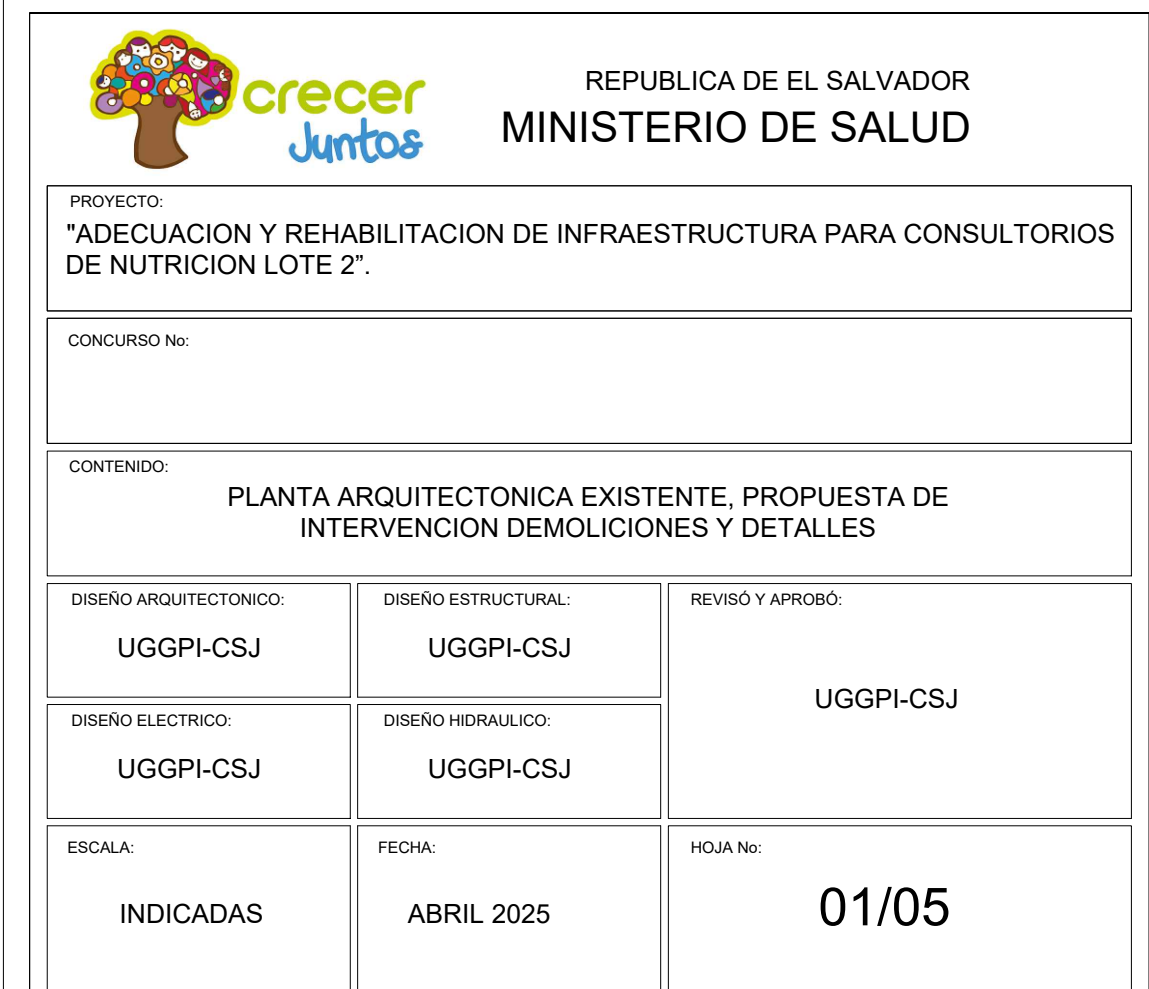 crecer
Juntos
REPUBLICA DE EL SALVADOR
MINISTERIO DE SALUD
PROYECTO:
"ADECUACION Y REHABILITACION DE INFRAESTRUCTURA PARA CONSULTORIOS
DE NUTRICION LOTE 2”.
CONCURSO No:
CONTENIDO:
PLANTA ARQUITECTONICA EXISTENTE, PROPUESTA DE
INTERVENCION DEMOLICIONES Y DETALLES
DISEÑO ARQUITECTONICO:
UGGPI-CSJ
DISEÑO ESTRUCTURAL:
UGGPI-CSJ
REVISÓ Y APROBÓ:
UGGPI-CSJ
DISEÑO ELECTRICO:
UGGPI-CSJ
DISEÑO HIDRAULICO:
UGGPI-CSJ
ESCALA:
INDICADAS
FECHA:
ABRIL 2025
HOJA No:
01/05